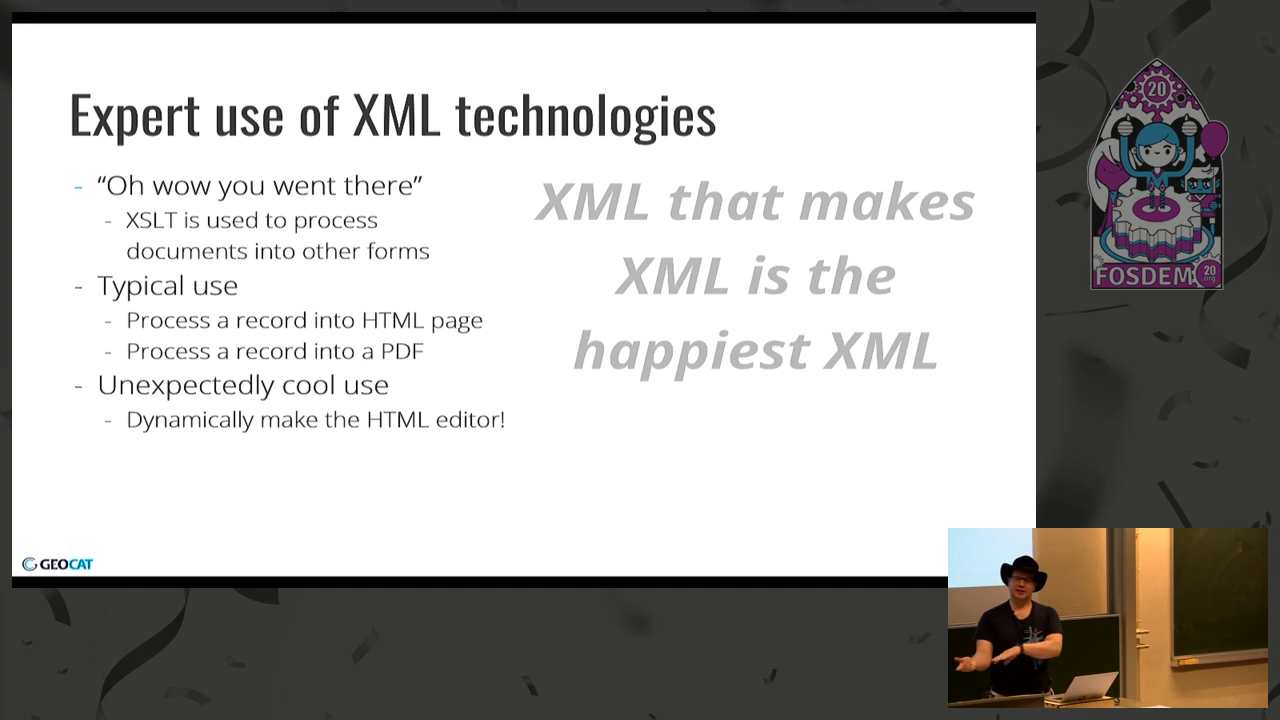 Expert use of XML technologies
- “Oh wow you went there”
- XSLT is used to process
documents into other forms
- Typical use
- Process a record into HTML page
- Process a record into a PDF
- Unexpectedly cool use
- Dynamically make the HTML editor!
XML that makes
XML is the
happiest XML
GEOCAT
20
FOSDEM
20
.org